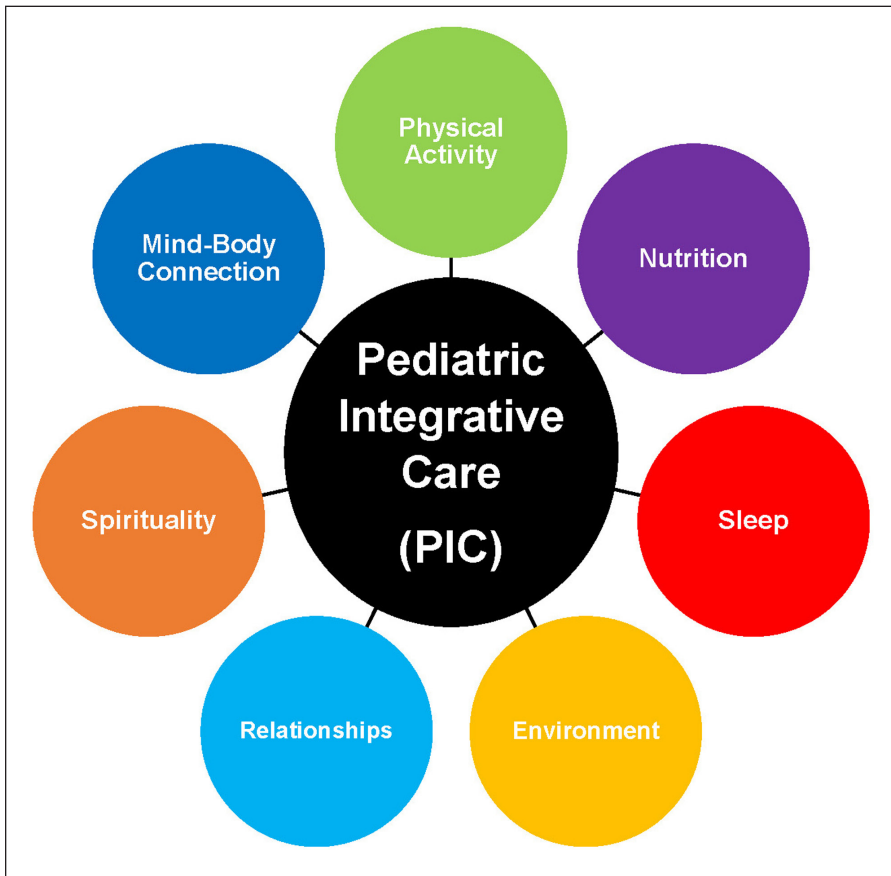 Physical
Activity
Mind-Body
Connection
Nutrition
Pediatric
Integrative
Care
(PIC)
Spirituality
Sleep
Relationships
Environment